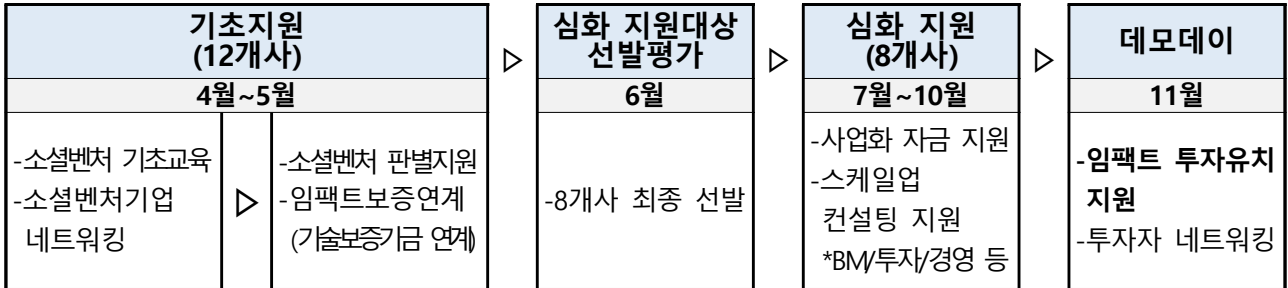 기초지원
(12개사)
4월~5월
-소셜벤처 기초교육
-소셜벤처기업
네트워킹
▷
-소셜벤처 판별지원
-임팩트보증연계
(기술보증기금 연계)
▷
심화 지원대상
선발평가
6월
-8개사 최종 선발
▷
심화 지원
(8개사)
7월~10월
-사업화 자금 지원
-스케일업
컨설팅 지원
*BM/투자/경영 등
▷
데모데이
11월
-임팩트 투자유치
지원
-투자자 네트워킹